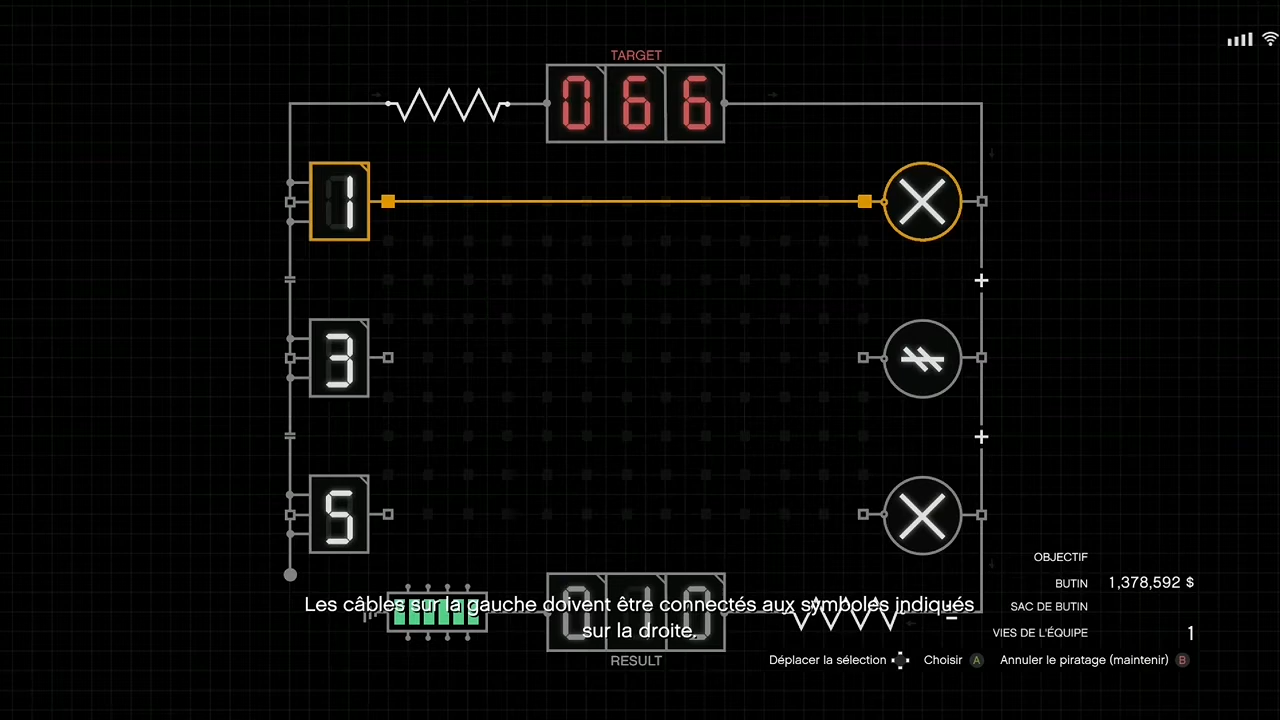 TARGET
066
1
3
5
OBJECTIF
BUTIN 1,378,592 $
SAC DE BUTIN
VIES DE L'ÉQUIPE 1
Les câbles sur la gauche doivent être connectés aux symboles indiqués
sur la droite.
010
RESULT
Déplacer la sélection Choisir A Annuler le piratage (maintenir) B